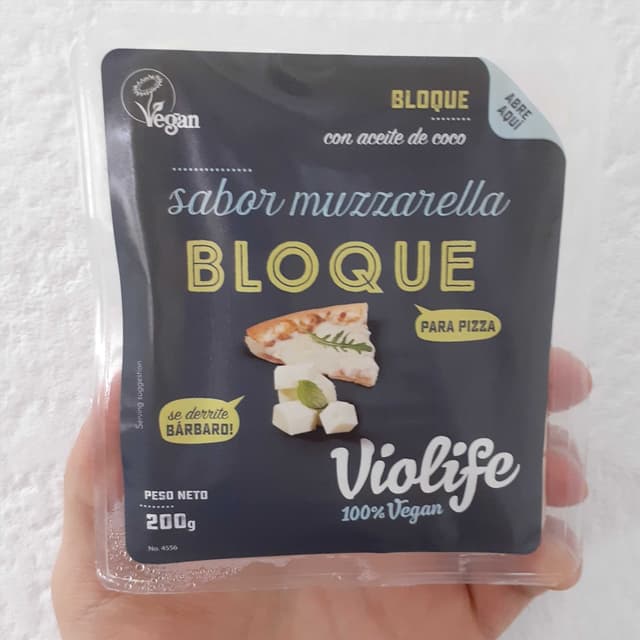 Vegan
BLOQUE
con aceite de coco
ABRE
AQUÍ
sabor muzzarella
BLOQUE
PARA PIZZA
Serving suggestion
se derrite
BÁRBARO!
Violife
100% Vegan
PESO NETO
200g
No. 4556